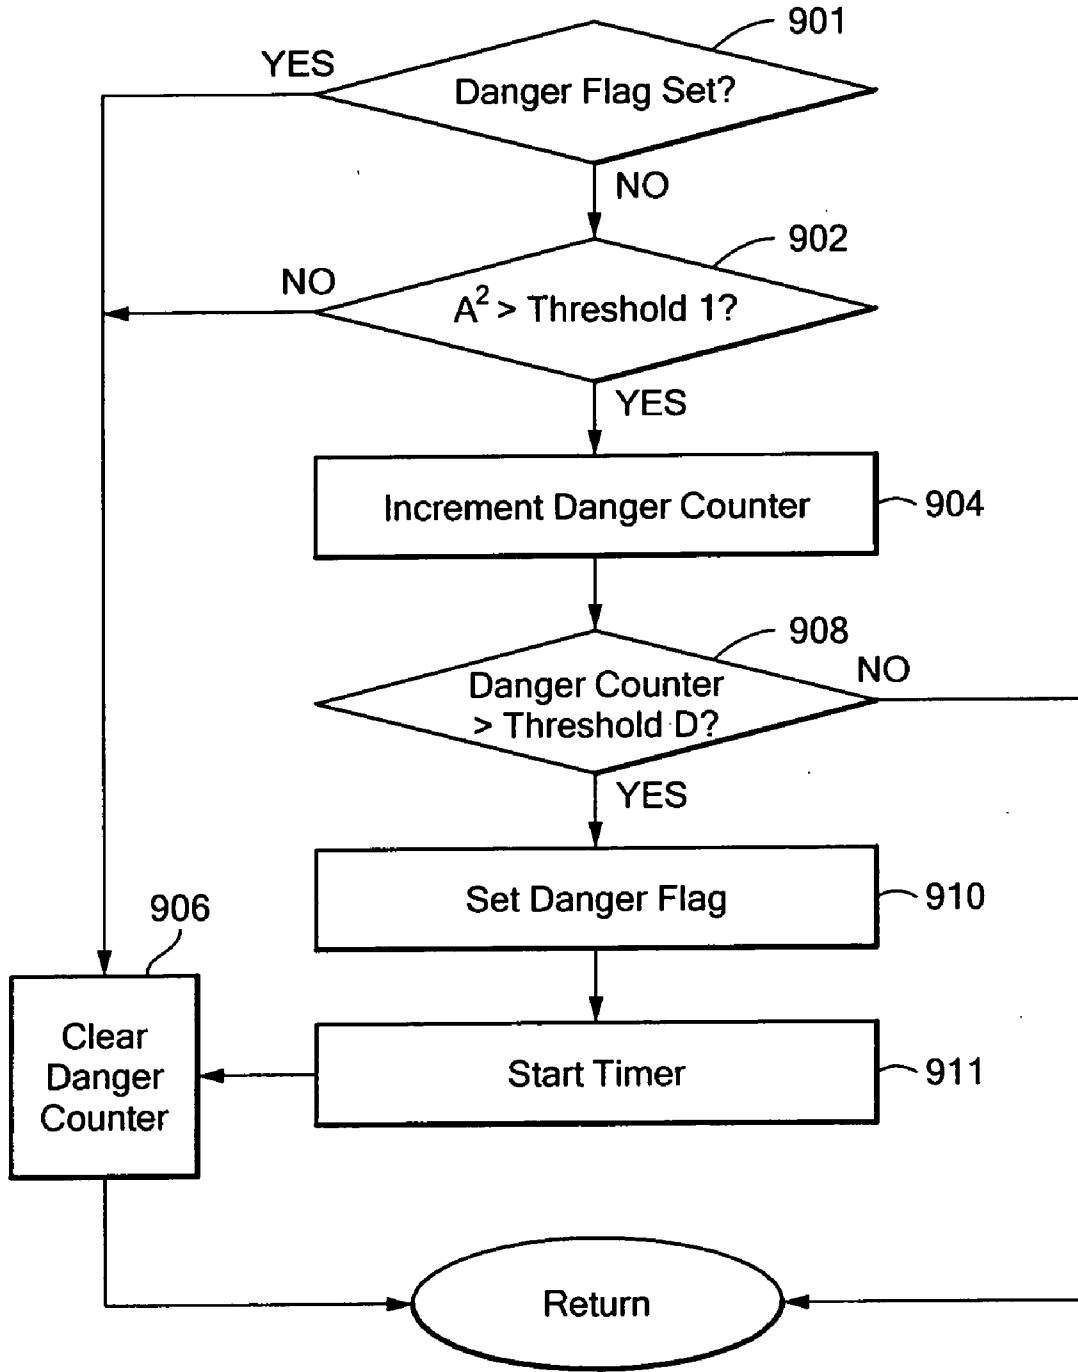 901
YES
Danger Flag Set?
NO
902
NO
A² > Threshold 1?
YES
Increment Danger Counter
904
908
NO
Danger Counter
> Threshold D?
YES
Set Danger Flag
910
906
Clear
Danger
Counter
Start Timer
911
Return